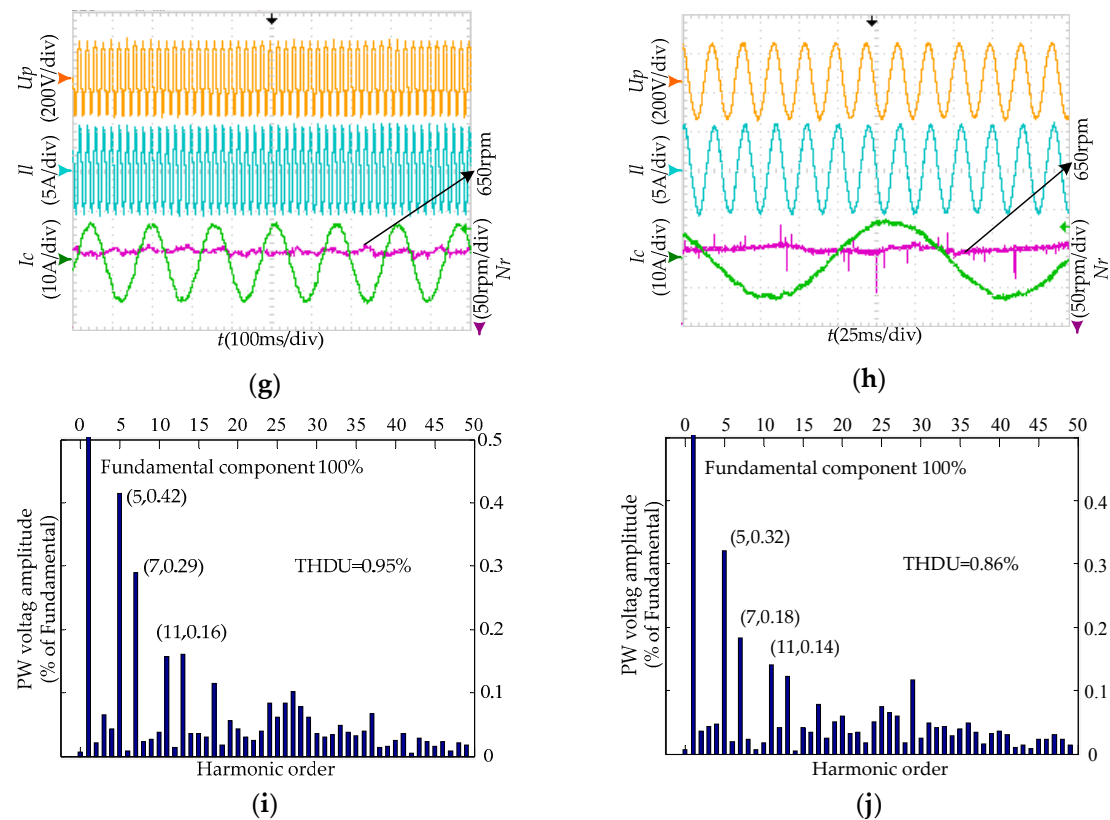 Up
(200V/div)
Il
(5A/div)
Ic
(10A/div)
650rpm
(50rpm/div)
Nr
t(100ms/div)
(g)
Up
(200V/div)
Il
(5A/div)
Ic
(10A/div)
650rpm
(50rpm/div)
Nr
t(25ms/div)
(h)
0 5 10 15 20 25 30 35 40 45 50
Fundamental component 100%
(5,0.42)
(7,0.29)
THDU=0.95%
(11,0.16)
0.5
0.4
0.3
0.2
0.1
0
PW voltag amplitude
(% of Fundamental)
Harmonic order
(i)
0 5 10 15 20 25 30 35 40 45 50
Fundamental component 100%
(5,0.32)
THDU=0.86%
(7,0.18)
(11,0.14)
0.4
0.3
0.2
0.1
0
PW voltag amplitude
(% of Fundamental)
Harmonic order
(j)